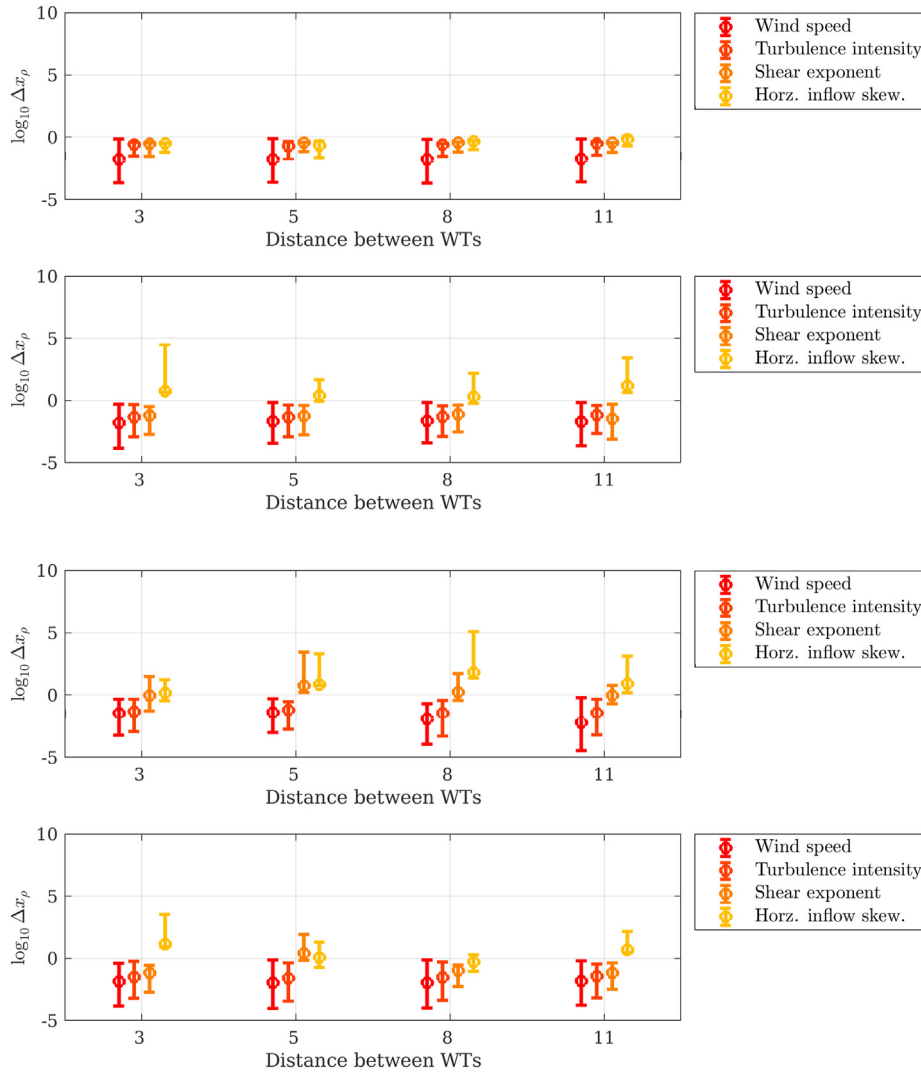 10
5
0
-5
log₁₀ Δxρ
3 5 8 11
Distance between WTs
Wind speed
Turbulence intensity
Shear exponent
Horz. inflow skew.
10
5
0
-5
log₁₀ Δxρ
3 5 8 11
Distance between WTs
Wind speed
Turbulence intensity
Shear exponent
Horz. inflow skew.
10
5
0
-5
log₁₀ Δxρ
3 5 8 11
Distance between WTs
Wind speed
Turbulence intensity
Shear exponent
Horz. inflow skew.
10
5
0
-5
log₁₀ Δxρ
3 5 8 11
Distance between WTs
Wind speed
Turbulence intensity
Shear exponent
Horz. inflow skew.